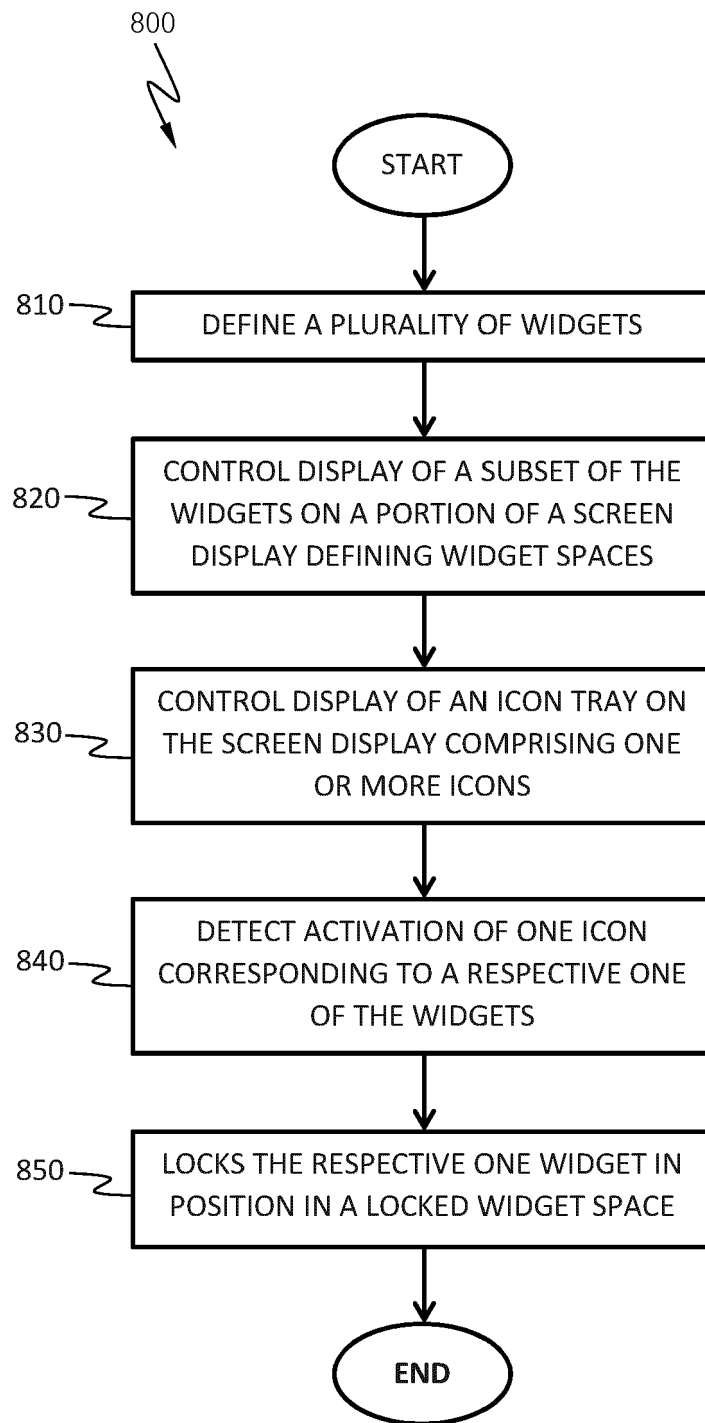 800
START
810
DEFINE A PLURALITY OF WIDGETS
820
CONTROL DISPLAY OF A SUBSET OF THE
WIDGETS ON A PORTION OF A SCREEN
DISPLAY DEFINING WIDGET SPACES
830
CONTROL DISPLAY OF AN ICON TRAY ON
THE SCREEN DISPLAY COMPRISING ONE
OR MORE ICONS
840
DETECT ACTIVATION OF ONE ICON
CORRESPONDING TO A RESPECTIVE ONE
OF THE WIDGETS
850
LOCKS THE RESPECTIVE ONE WIDGET IN
POSITION IN A LOCKED WIDGET SPACE
END